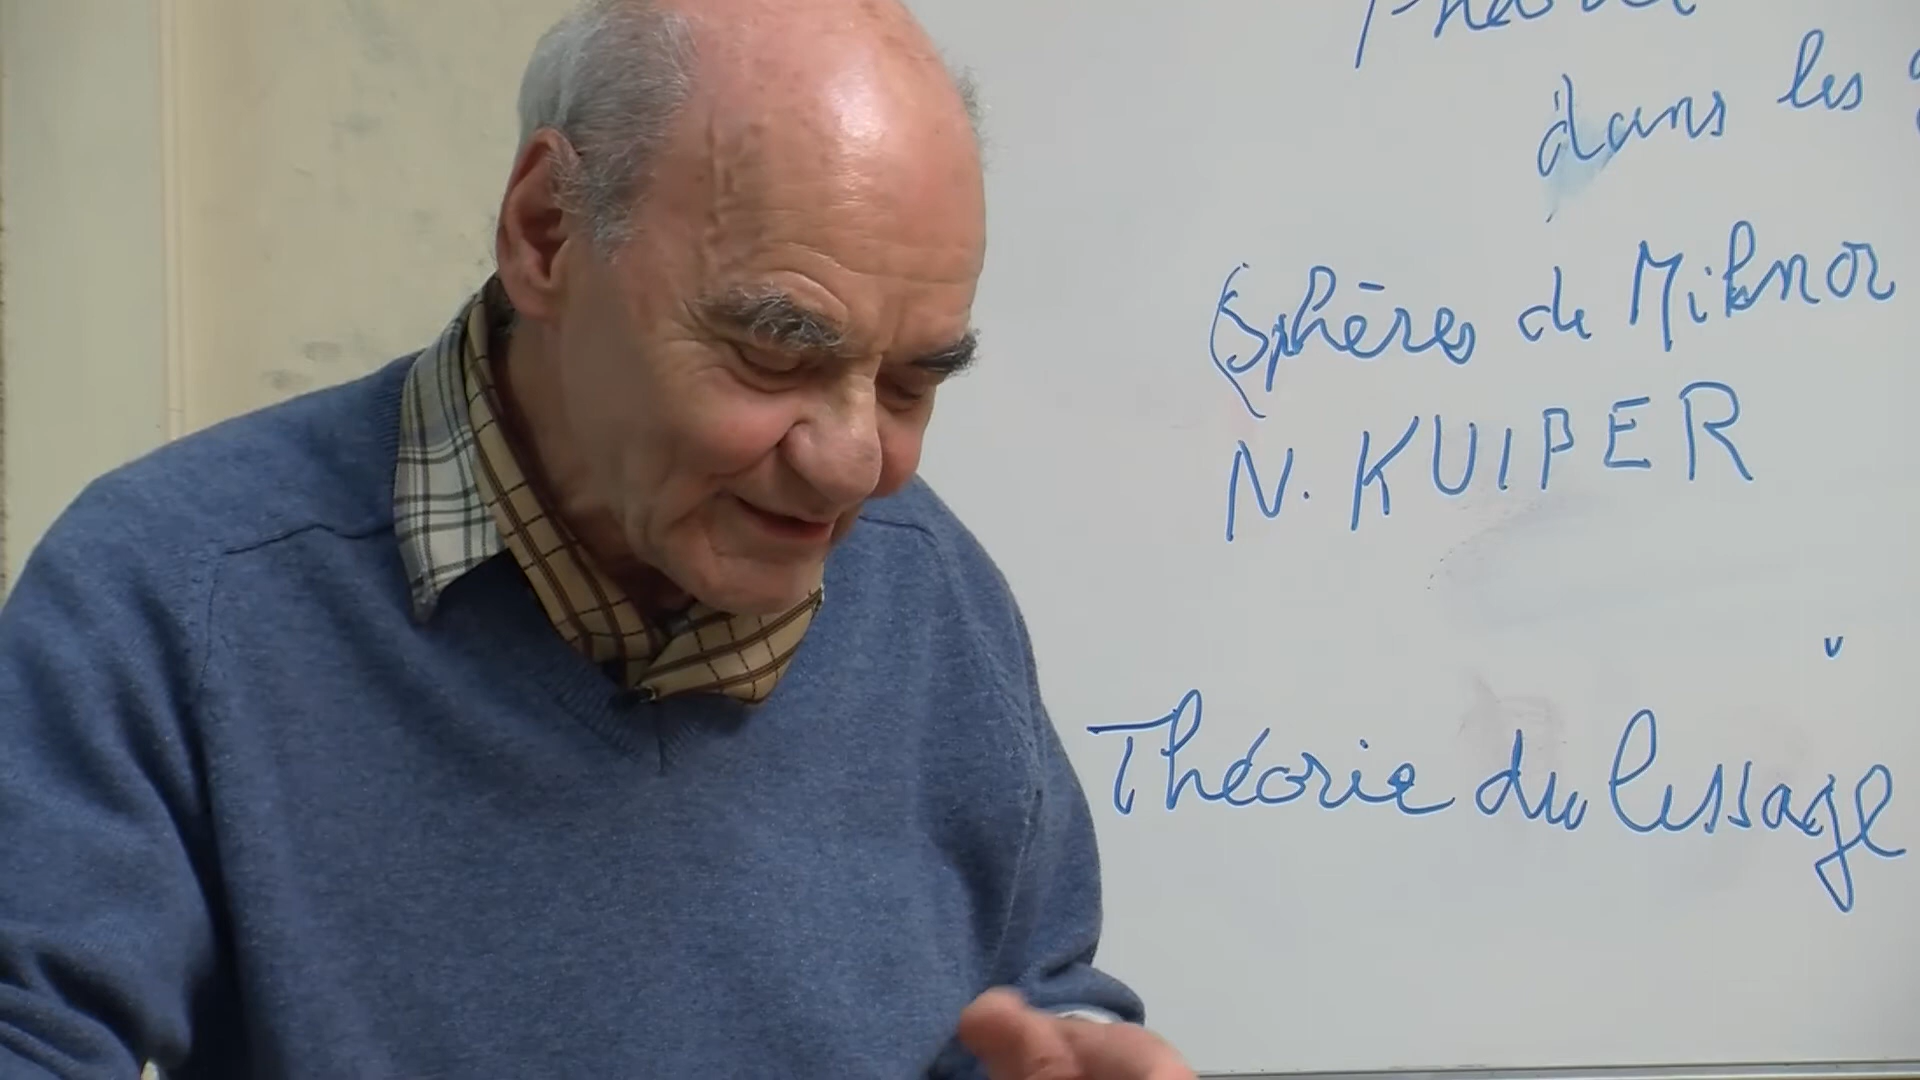 dans les
Sphères de Milnor
N. KUIPER
Théorie du lissage